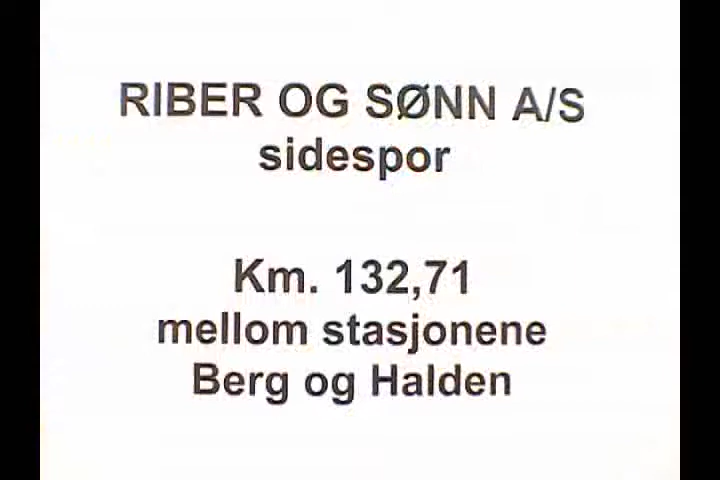 RIBER OG SØNN A/S
sidespor
Km. 132,71
mellom stasjonene
Berg og Halden